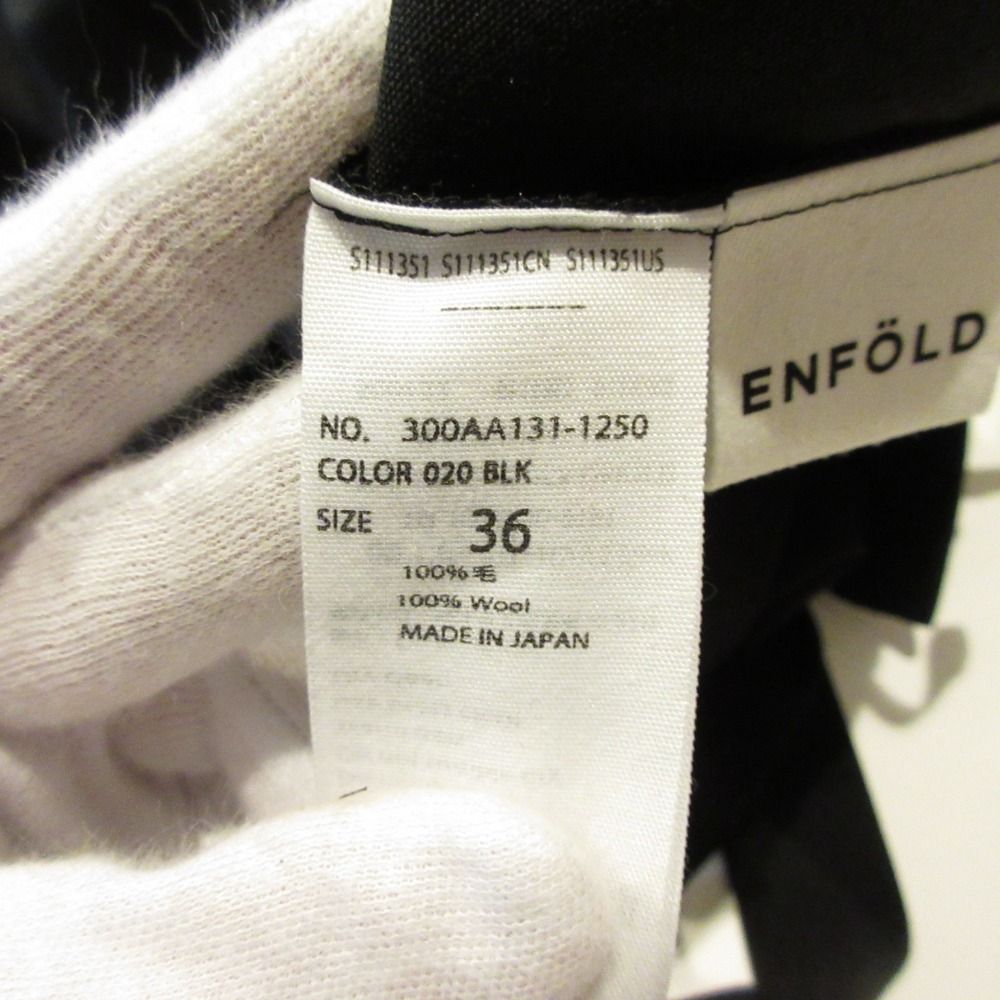 S111351 S111351CN S111351US
ENFÖLD
NO. 300AA131-1250
COLOR 020 BLK
SIZE 36
100% 毛
100% Wool
MADE IN JAPAN